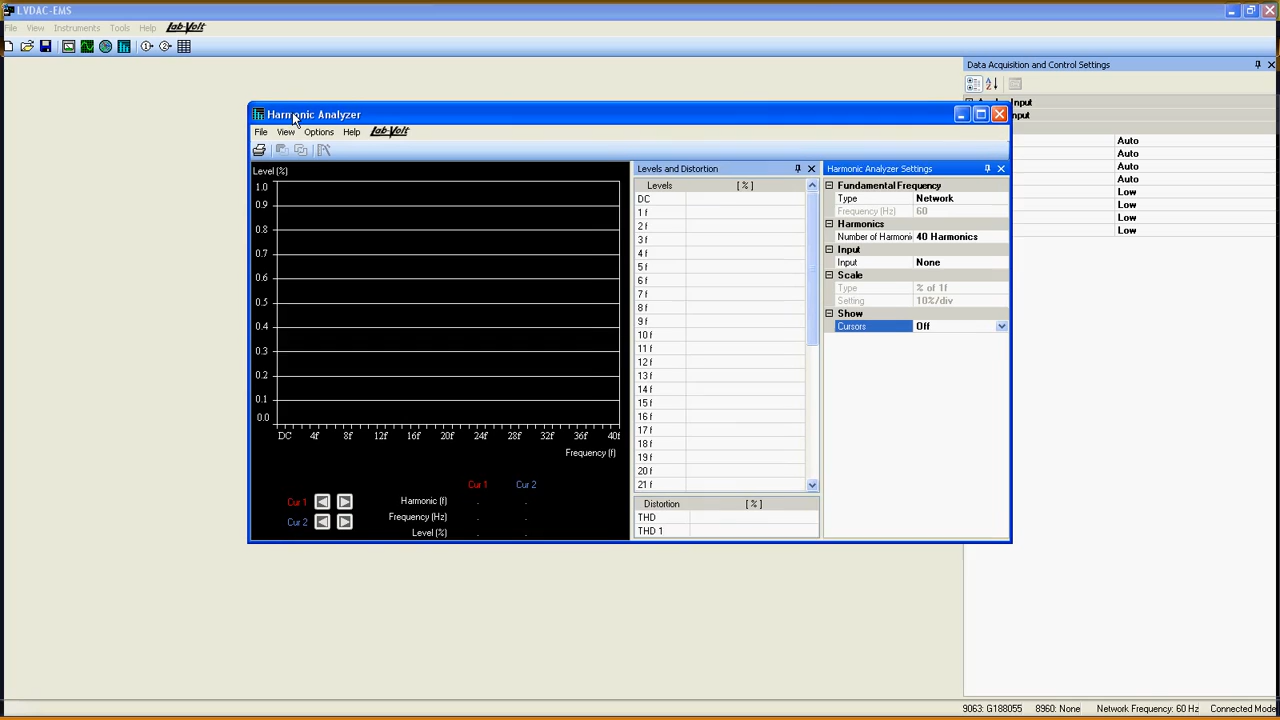 LVDAC-EMS
File View Instruments Tools Help Lab-Volt
1 2
Data Acquisition and Control Settings
Input
nput
Auto
Auto
Auto
Auto
Low
Low
Low
Low
Harmonic Analyzer
File View Options Help Lab-Volt
Level (%)
1.0
0.9
0.8
0.7
0.6
0.5
0.4
0.3
0.2
0.1
0.0
DC 4f 8f 12f 16f 20f 24f 28f 32f 36f 40f
Frequency (f)
Cur 1 Cur 2
Cur 1 Harmonic (f) . .
Frequency (Hz) . .
Cur 2
Level (%) . .
Levels and Distortion
Levels [ % ]
DC
1 f
2 f
3 f
4 f
5 f
6 f
7 f
8 f
9 f
10 f
11 f
12 f
13 f
14 f
15 f
16 f
17 f
18 f
19 f
20 f
21 f
Distortion [ % ]
THD
THD 1
Harmonic Analyzer Settings
Fundamental Frequency
Type Network
Frequency (Hz) 60
Harmonics
Number of Harmoni 40 Harmonics
Input
Input None
Scale
Type % of 1f
Setting 10%/div
Show
Cursors Off
9063: G188055 8960: None Network Frequency: 60 Hz Connected Mode